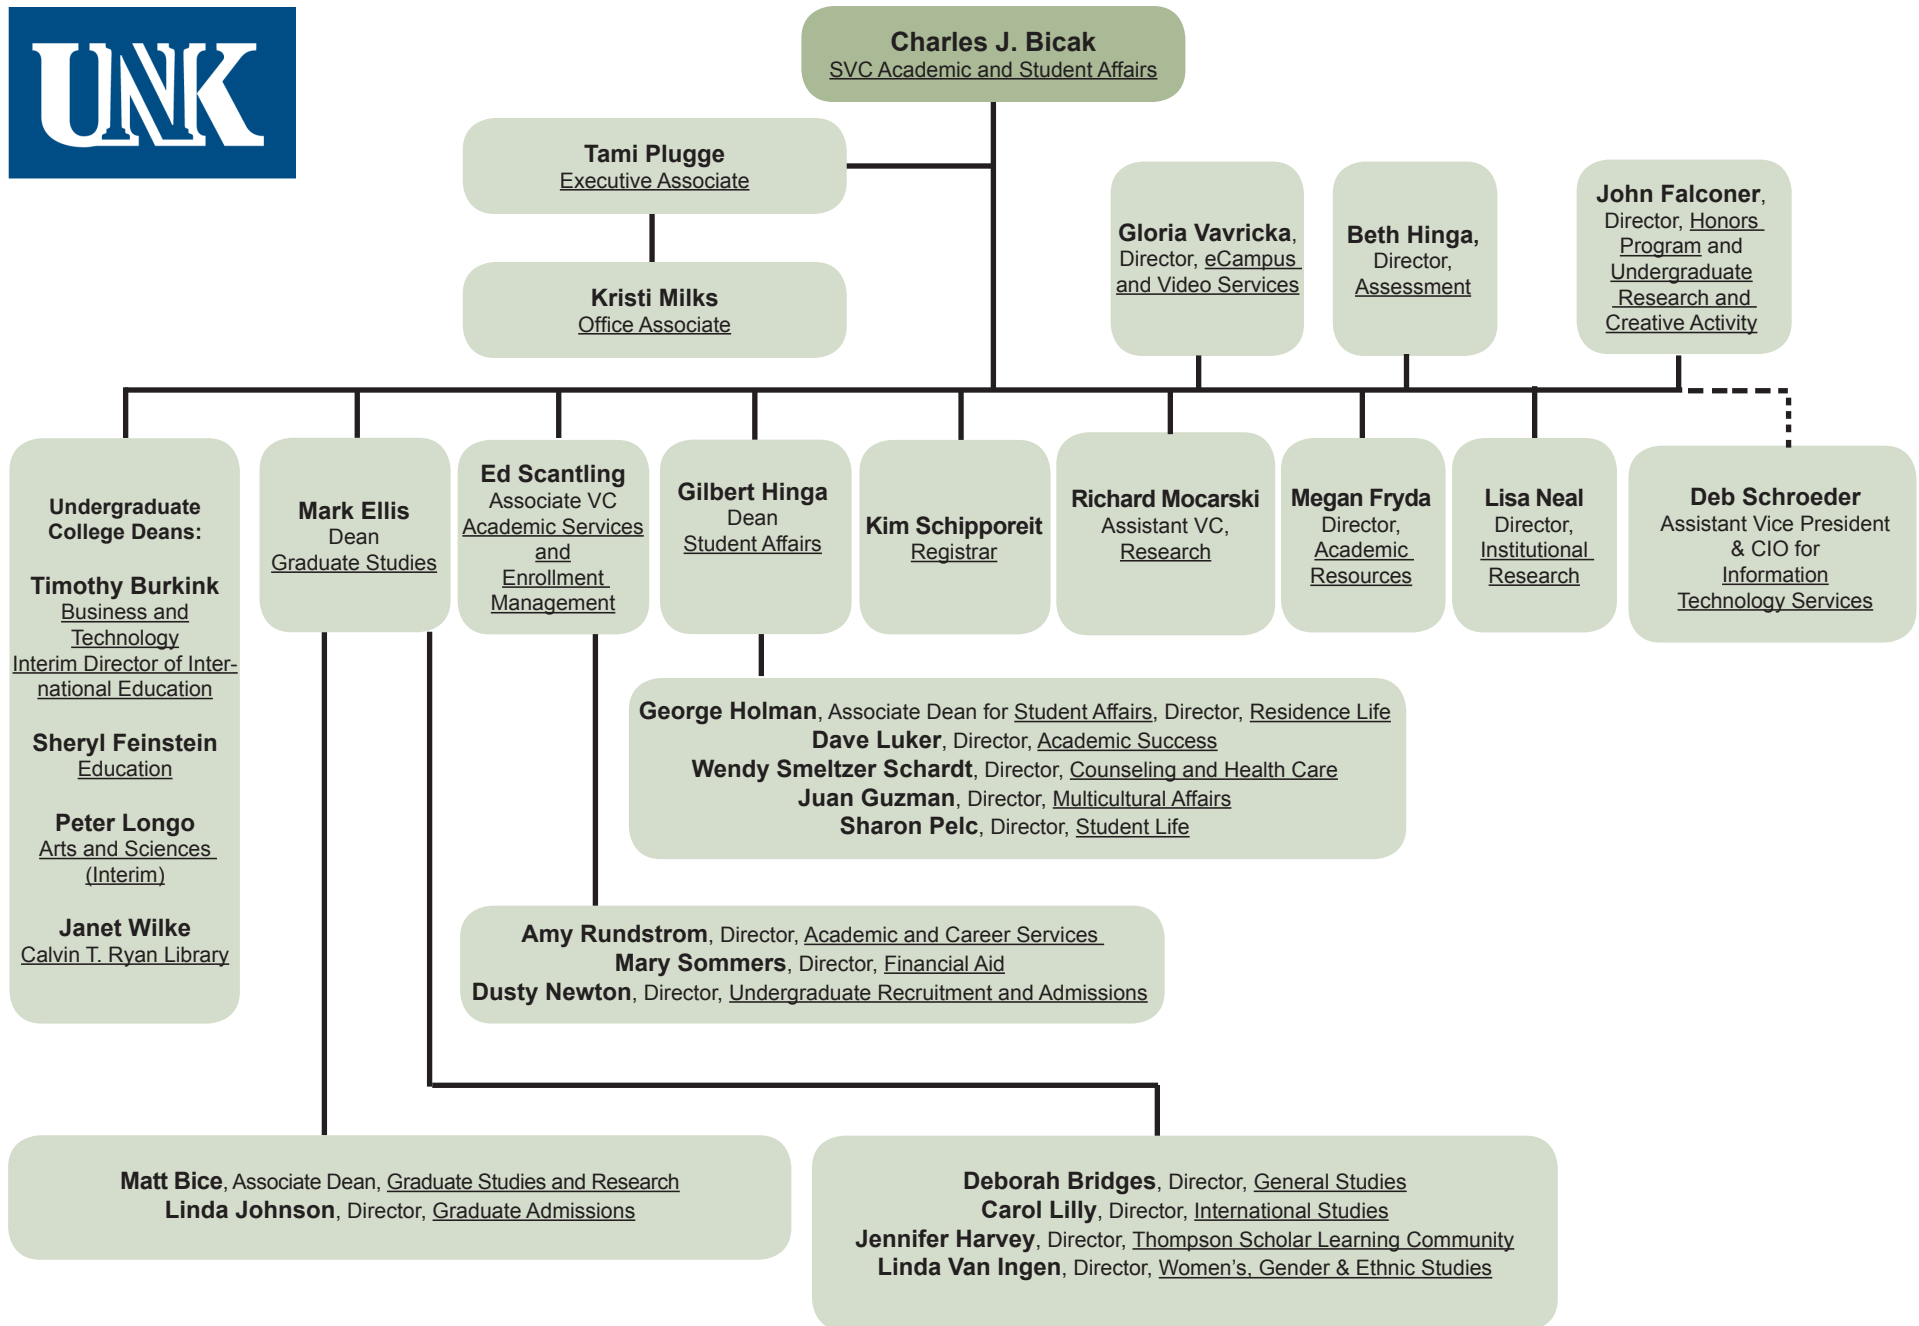 UNK
Charles J. Bicak
SVC Academic and Student Affairs
Tami Plugge
Executive Associate
Kristi Milks
Office Associate
Gloria Vavricka,
Director, eCampus
and Video Services
Beth Hinga,
Director,
Assessment
John Falconer,
Director, Honors
Program and
Undergraduate
Research and
Creative Activity
Undergraduate
College Deans:
Timothy Burkink
Business and
Technology
Interim Director of Inter-
national Education
Sheryl Feinstein
Education
Peter Longo
Arts and Sciences
(Interim)
Janet Wilke
Calvin T. Ryan Library
Mark Ellis
Dean
Graduate Studies
Ed Scantling
Associate VC
Academic Services
and
Enrollment
Management
Gilbert Hinga
Dean
Student Affairs
Kim Schipporeit
Registrar
Richard Mocarski
Assistant VC,
Research
Megan Fryda
Director,
Academic
Resources
Lisa Neal
Director,
Institutional
Research
Deb Schroeder
Assistant Vice President
& CIO for
Information
Technology Services
George Holman, Associate Dean for Student Affairs, Director, Residence Life
Dave Luker, Director, Academic Success
Wendy Smeltzer Schardt, Director, Counseling and Health Care
Juan Guzman, Director, Multicultural Affairs
Sharon Pelc, Director, Student Life
Amy Rundstrom, Director, Academic and Career Services
Mary Sommers, Director, Financial Aid
Dusty Newton, Director, Undergraduate Recruitment and Admissions
Matt Bice, Associate Dean, Graduate Studies and Research
Linda Johnson, Director, Graduate Admissions
Deborah Bridges, Director, General Studies
Carol Lilly, Director, International Studies
Jennifer Harvey, Director, Thompson Scholar Learning Community
Linda Van Ingen, Director, Women's, Gender & Ethnic Studies